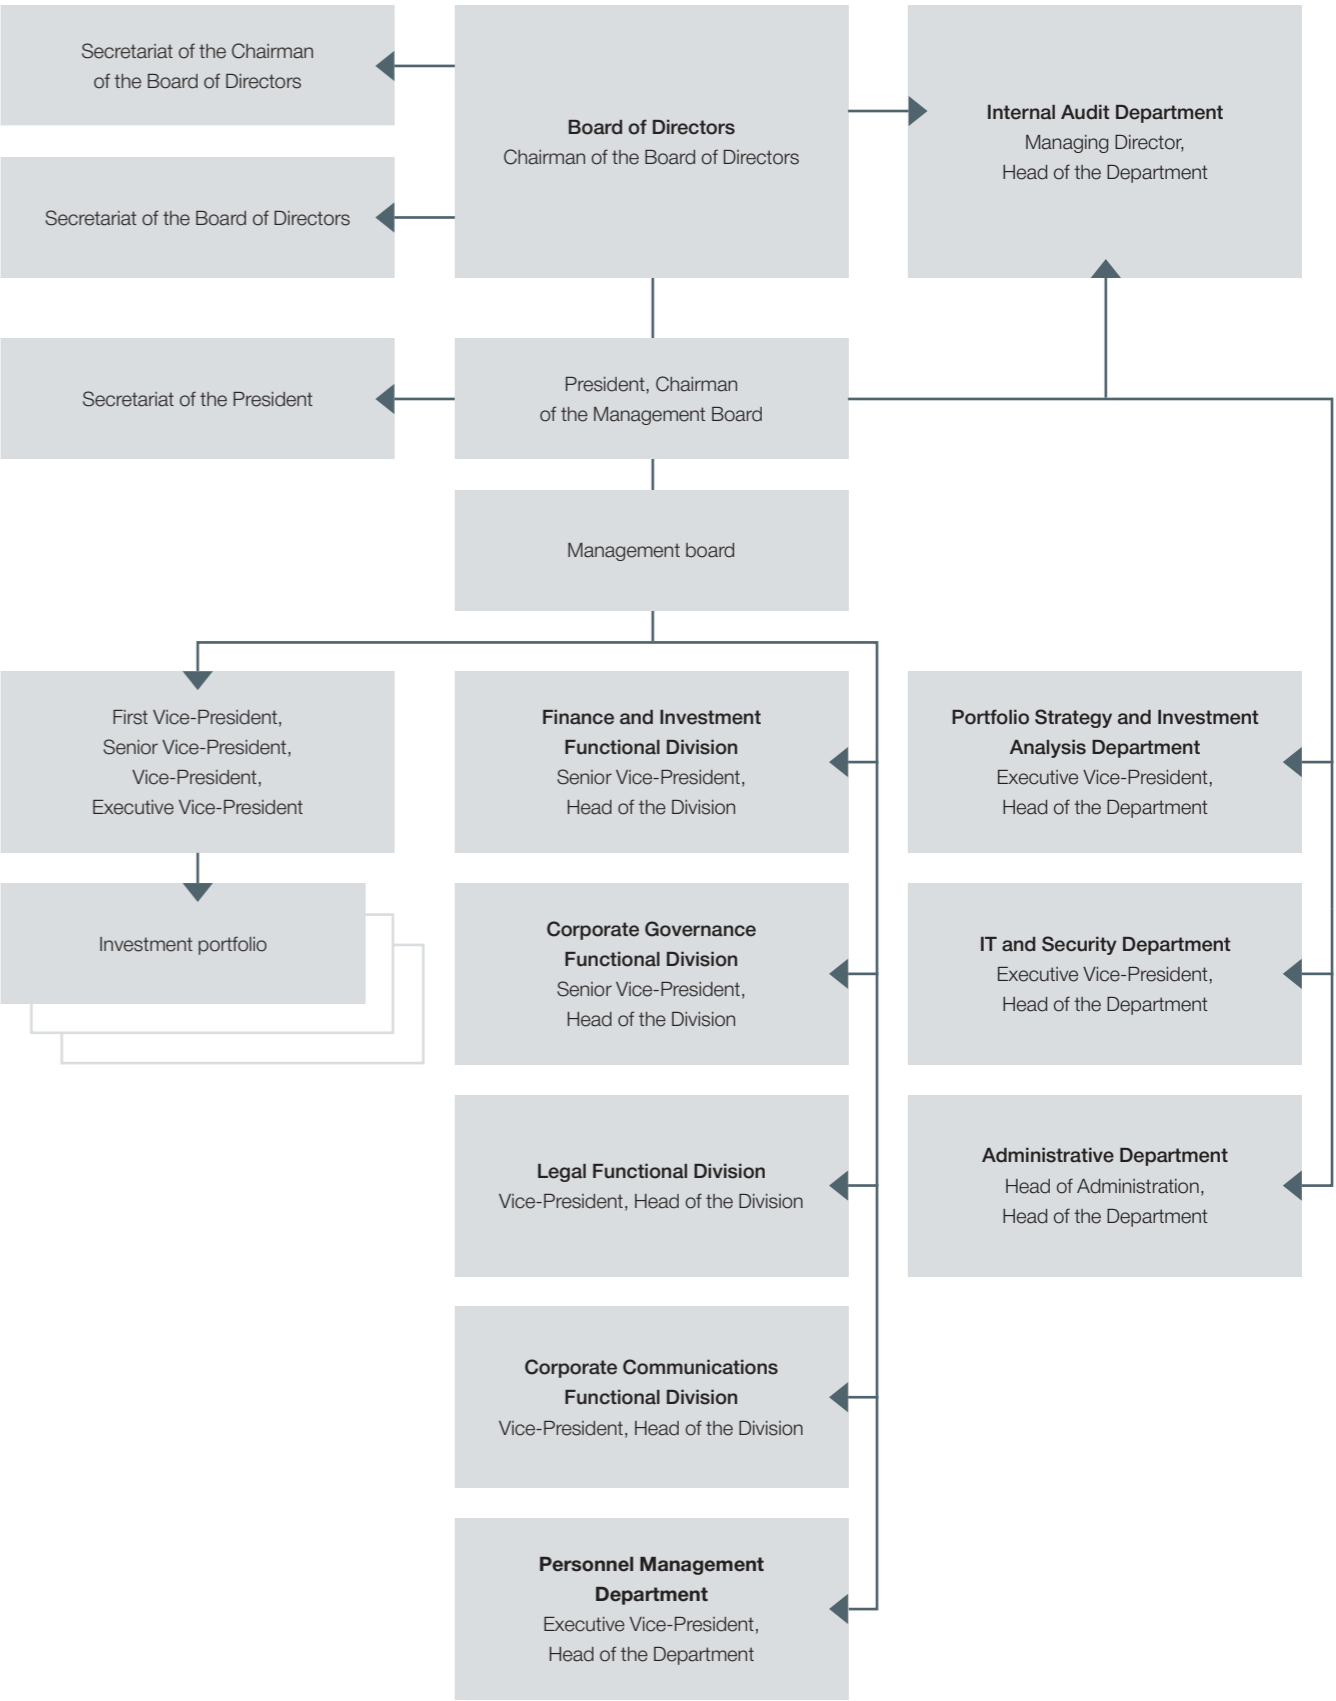 Secretariat of the Chairman
of the Board of Directors
Board of Directors
Chairman of the Board of Directors
Internal Audit Department
Managing Director,
Head of the Department
Secretariat of the Board of Directors
Secretariat of the President
President, Chairman
of the Management Board
Management board
First Vice-President,
Senior Vice-President,
Vice-President,
Executive Vice-President
Finance and Investment
Functional Division
Senior Vice-President,
Head of the Division
Portfolio Strategy and Investment
Analysis Department
Executive Vice-President,
Head of the Department
Investment portfolio
Corporate Governance
Functional Division
Senior Vice-President,
Head of the Division
IT and Security Department
Executive Vice-President,
Head of the Department
Legal Functional Division
Vice-President, Head of the Division
Administrative Department
Head of Administration,
Head of the Department
Corporate Communications
Functional Division
Vice-President, Head of the Division
Personnel Management
Department
Executive Vice-President,
Head of the Department